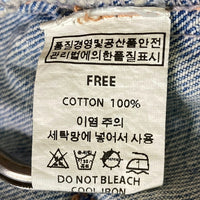 품질경영및공산품안전
관리법에의한품질표시
FREE
COTTON 100%
이염 주의
세탁망에 넣어서 사용
DO NOT BLEACH
COOL IRON